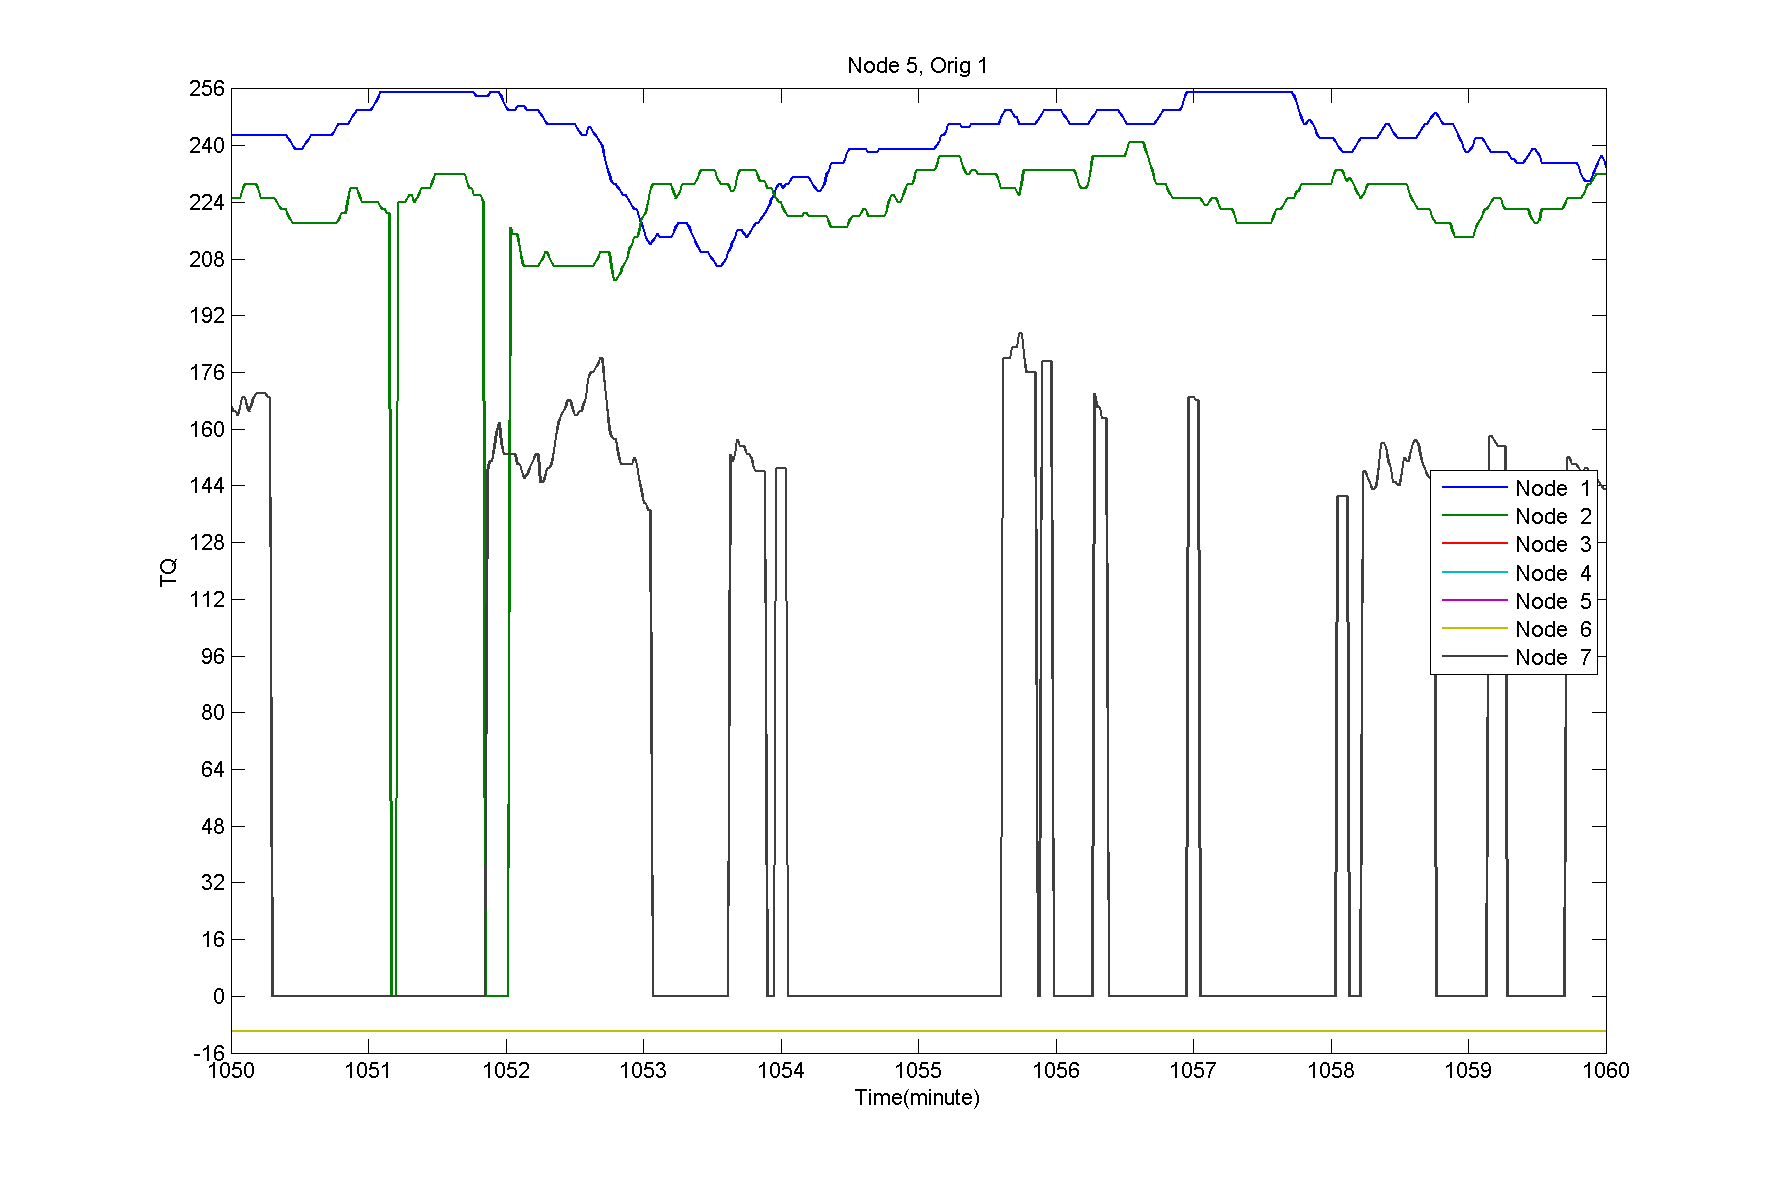 Node 5, Orig 1
256
240
224
208
192
176
160
144
128
112
96
80
64
48
32
16
0
-16
TQ
Node 1
Node 2
Node 3
Node 4
Node 5
Node 6
Node 7
1050 1051 1052 1053 1054 1055 1056 1057 1058 1059 1060
Time(minute)